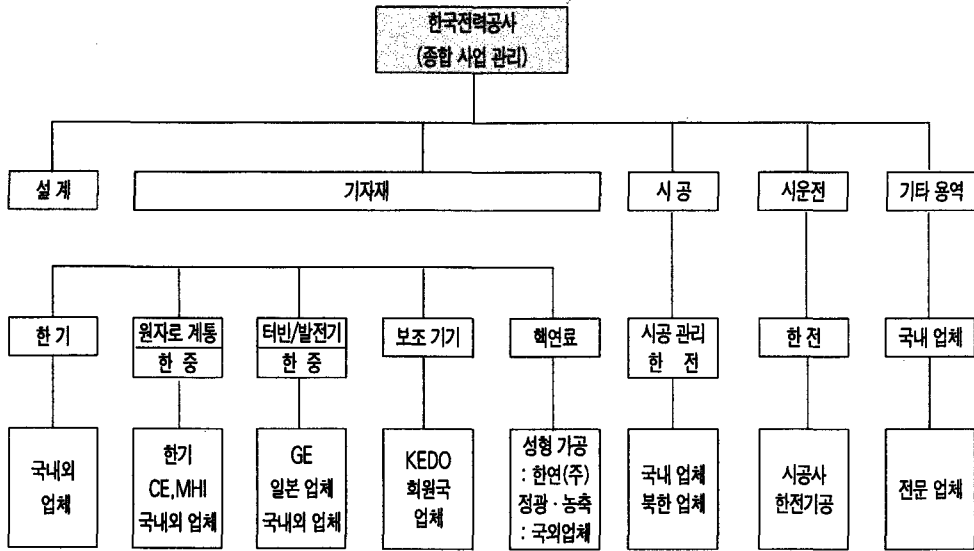 한국전력공사
(종합 사업 관리)
설 계
기자재
시 공
시운전
기타 용역
한 기
원자로 계통
한 중
터빈/발전기
한 중
보조 기기
핵연료
시공 관리
한 전
한 전
국내 업체
국내외
업체
한기
CE,MHI
국내외 업체
GE
일본 업체
국내외 업체
KEDO
회원국
업체
성형 가공
: 한연(주)
정광 · 농축
: 국외업체
국내 업체
북한 업체
시공사
한전기공
전문 업체